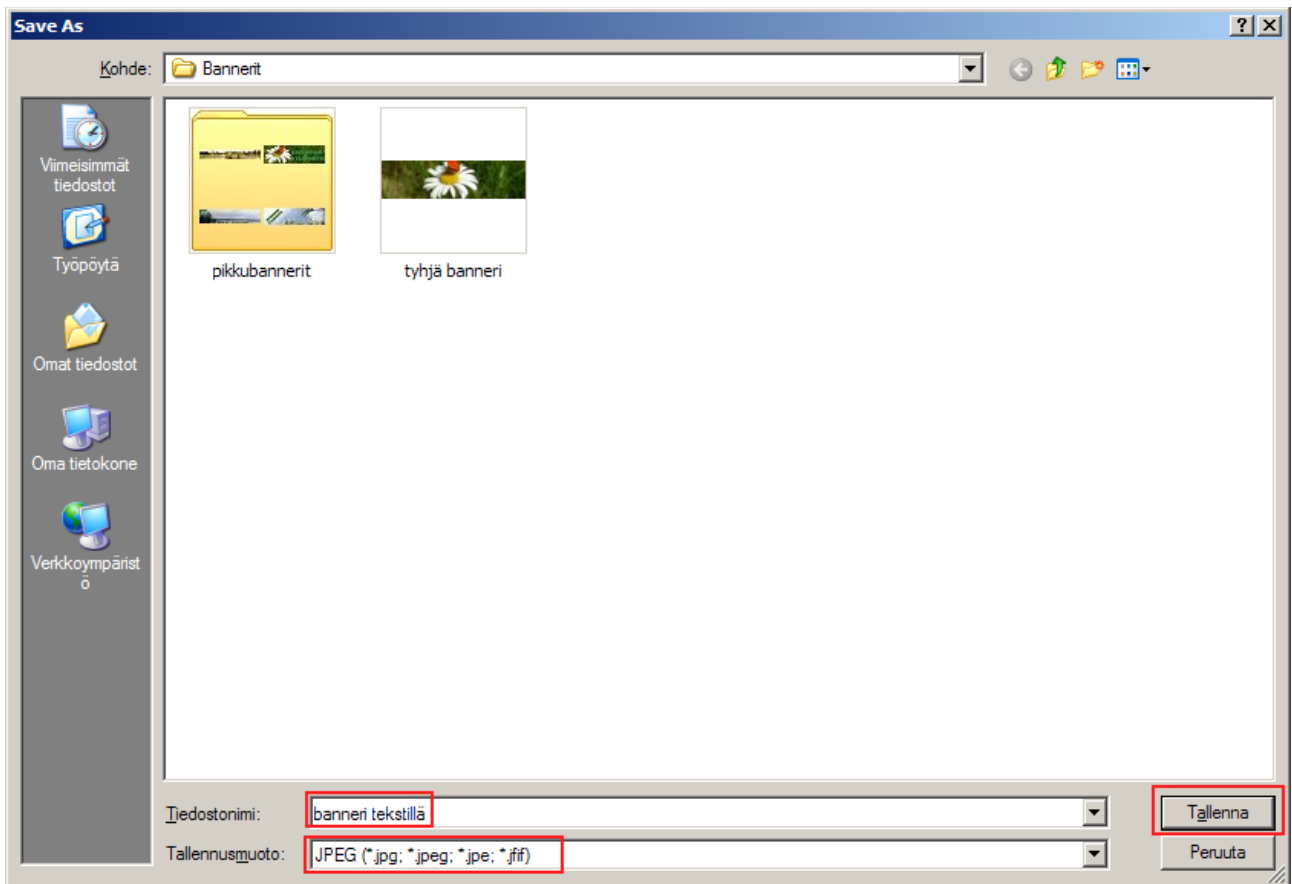 Save As
Kohde:
Bannerit
Viimeisimmät
tiedostot
Työpöytä
Omat tiedostot
Oma tietokone
Verkkoympärist
ö
pikkubannerit
tyhjä banneri
Tiedostonimi:
banneri tekstillä
Tallenna
Tallennusmuoto:
JPEG (*.jpg; *.jpeg; *.jpe; *.jfif)
Peruuta